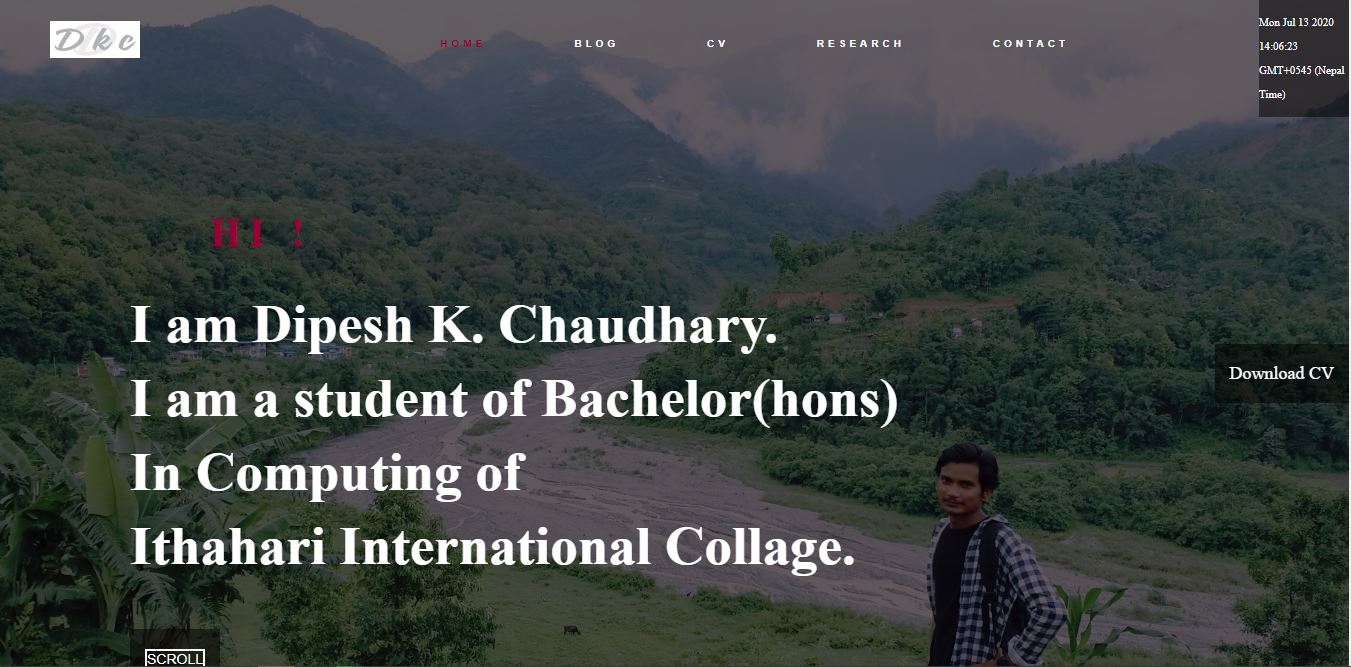 Dkc
HOME
BLOG
CV
RESEARCH
CONTACT
Mon Jul 13 2020
14:06:23
GMT+0545 (Nepal
Time)
HI !
I am Dipesh K. Chaudhary.
I am a student of Bachelor(hons)
In Computing of
Ithahari International Collage.
Download CV
SCROLL